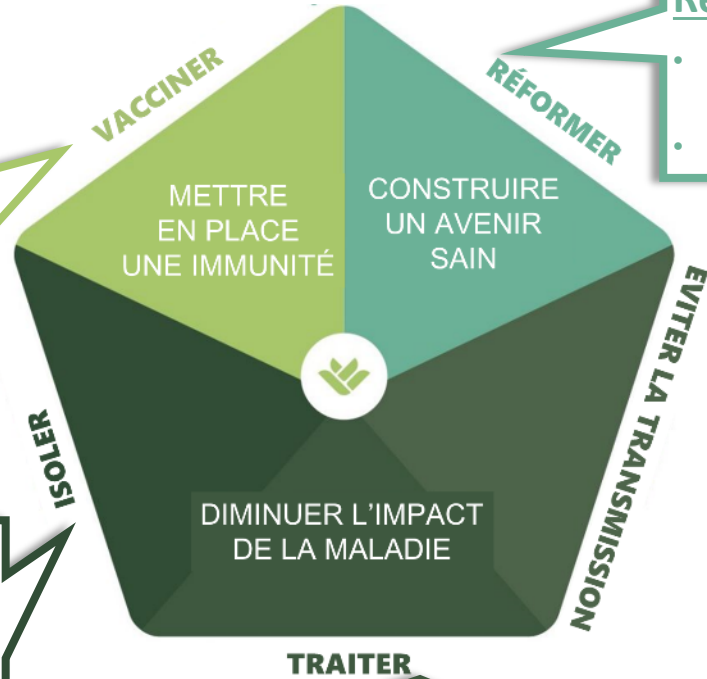 VACCINER
RÉFORMER
METTRE
EN PLACE
UNE IMMUNITÉ
CONSTRUIRE
UN AVENIR
SAIN
EVITER LA TRANSMISSION
ISOLER
DIMINUER L'IMPACT
DE LA MALADIE
TRAITER